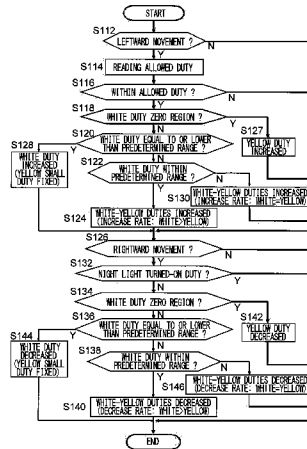 START
S112
LEFTWARD MOVEMENT ?
N
Y
S114
READING ALLOWED DUTY
S116
WITHIN ALLOWED DUTY ?
N
Y
S118
WHITE DUTY ZERO REGION ?
Y
N
S120
WHITE DUTY EQUAL TO OR LOWER
THAN PREDETERMINED RANGE ?
Y
N
S127
YELLOW DUTY
INCREASED
S128
WHITE DUTY
INCREASED
(YELLOW SMALL
DUTY FIXED)
S122
WHITE DUTY WITHIN
PREDETERMINED RANGE ?
N
Y
S130
WHITE-YELLOW DUTIES INCREASED
(INCREASE RATE: WHITE=YELLOW)
S124
WHITE-YELLOW DUTIES INCREASED
(INCREASE RATE: WHITE>YELLOW)
S126
RIGHTWARD MOVEMENT ?
N
Y
S132
NIGHT LIGHT TURNED-ON DUTY ?
Y
N
S134
WHITE DUTY ZERO REGION ?
Y
N
S136
WHITE DUTY EQUAL TO OR LOWER
THAN PREDETERMINED RANGE ?
Y
N
S142
YELLOW DUTY
DECREASED
S144
WHITE DUTY
DECREASED
(YELLOW SMALL
DUTY FIXED)
S138
WHITE DUTY WITHIN
PREDETERMINED RANGE ?
N
Y
S146
WHITE-YELLOW DUTIES DECREASED
(DECREASE RATE: WHITE=YELLOW)
S140
WHITE-YELLOW DUTIES DECREASED
(DECREASE RATE: WHITE>YELLOW)
END